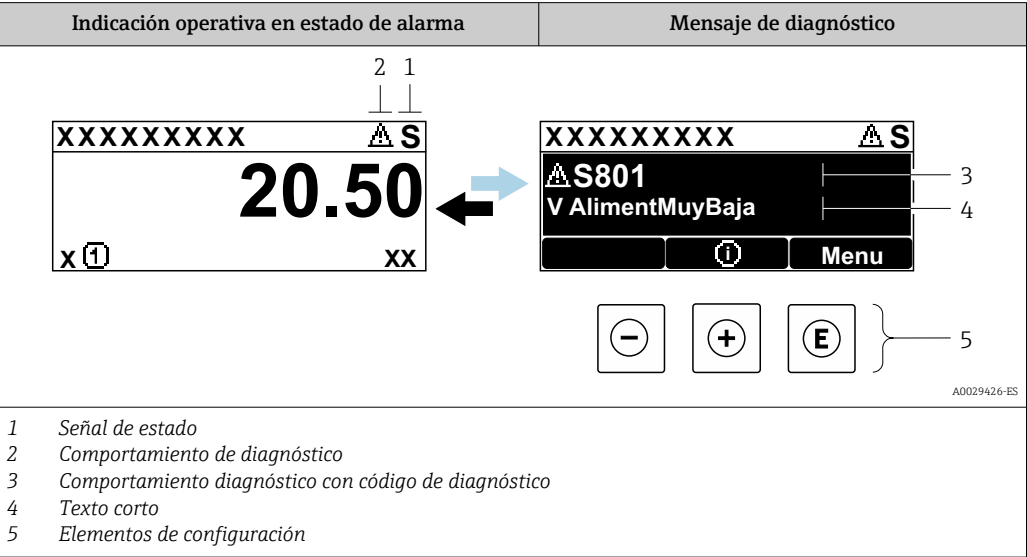 Indicación operativa en estado de alarma
Mensaje de diagnóstico
2 1
XXXXXXXXX S
20.50
X 1 XX
XXXXXXXXX S
S801
V AlimentMuyBaja
i Menu
3
4
- + E
5
A0029426-ES
1 Señal de estado
2 Comportamiento de diagnóstico
3 Comportamiento diagnóstico con código de diagnóstico
4 Texto corto
5 Elementos de configuración